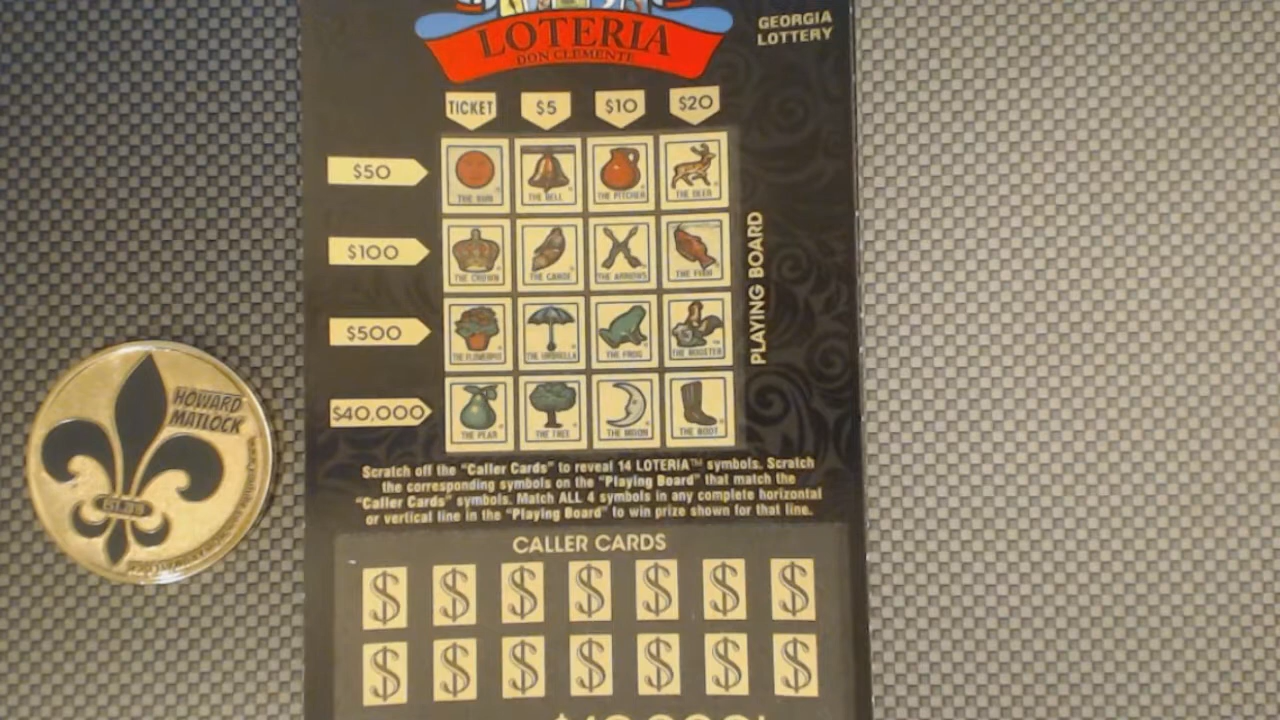 LOTERIA
DON CLEMENTE
GEORGIA
LOTTERY
TICKET $5 $10 $20
$50
THE SUN THE BELL THE PITCHER THE DEER
$100
THE CROWN THE CANOE THE ARROWS THE FISH
$500
THE FLOWERPOT THE UMBRELLA THE FROG THE ROOSTER
$40,000
THE PEAR THE TREE THE MOON THE BOOT
PLAYING BOARD
Scratch off the "Caller Cards" to reveal 14 LOTERIA™ symbols. Scratch
the corresponding symbols on the "Playing Board" that match the
"Caller Cards" symbols. Match ALL 4 symbols in any complete horizontal
or vertical line in the "Playing Board" to win prize shown for that line.
CALLER CARDS
$ $ $ $ $ $ $
$ $ $ $ $ $ $
HOWARD
MATLOCK